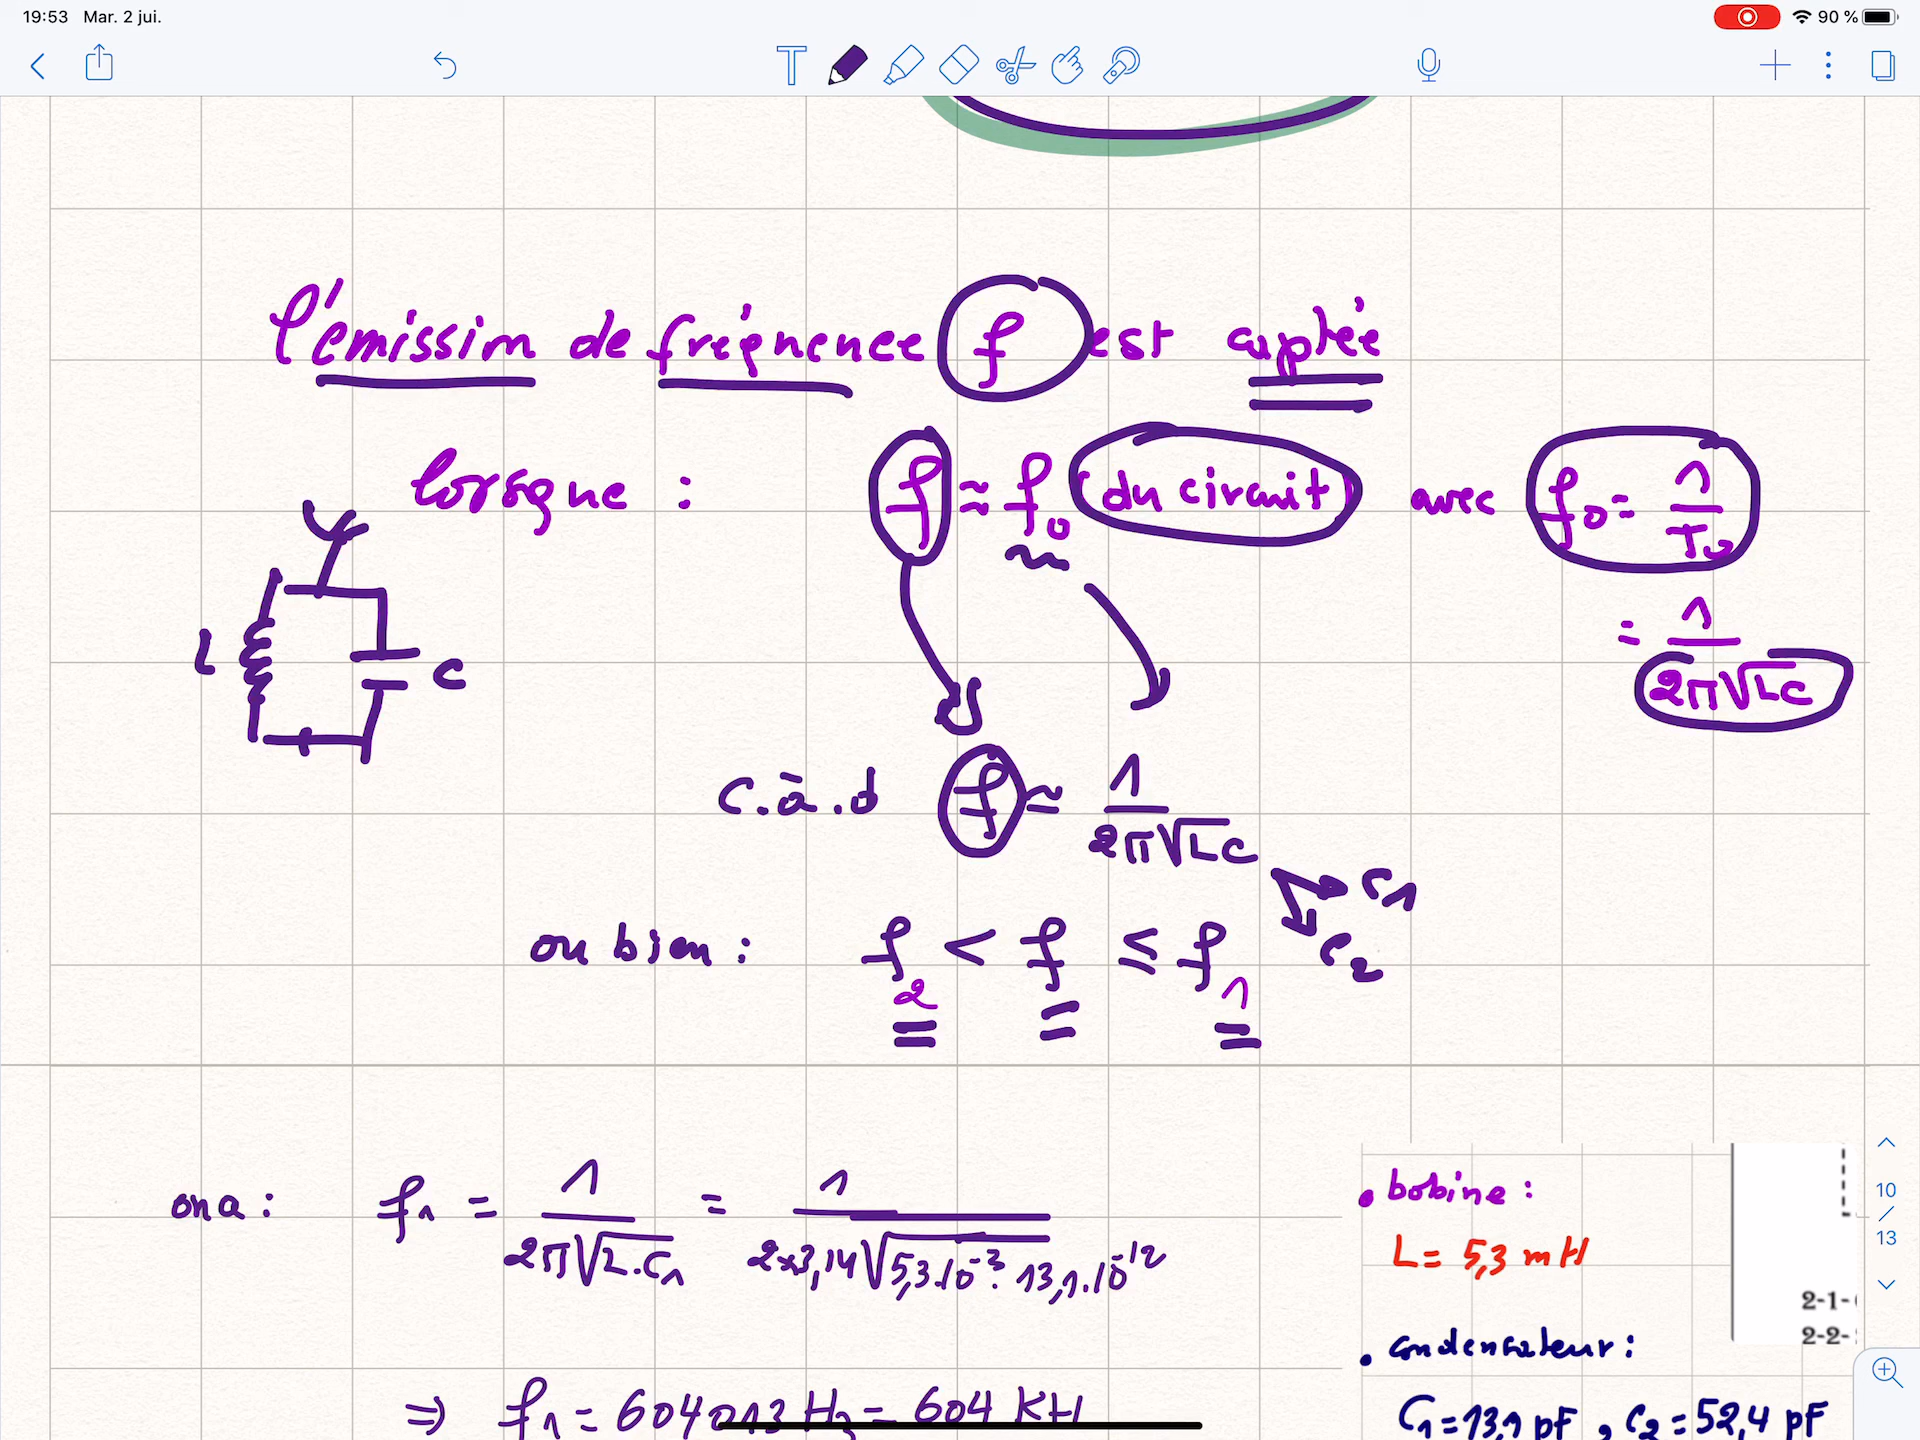 19:53 Mar. 2 jui. 90 %
l'émission de fréquence f est captée
lorsque : f ≈ f₀ (du circuit) avec f₀ = 1/T₀
= 1/2π√LC
L C
c.à.d f ≃ 1/2π√LC
C₁
C₂
ou bien : f₂ < f ≤ f₁
on a : f₁ = 1/2π√L.C₁ = 1/2×3,14√5,3.10⁻³.13,1.10⁻¹²
⇒ f₁ = 604013 Hz = 604 KH
• bobine :
L = 5,3 mH
• condensateur :
C₁ = 13,1 pF , C₂ = 52,4 pF
2-1-
2-2-
10
/
13